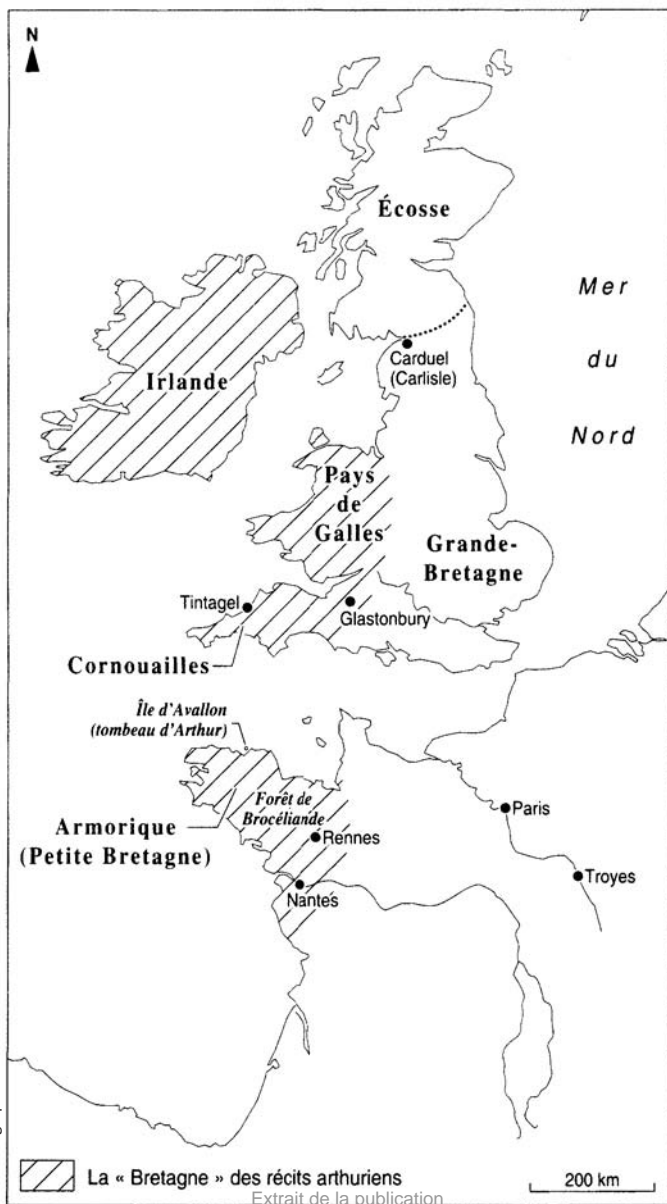 N
Écosse
Mer
du
Nord
Carduel
(Carlisle)
Irlande
Pays
de
Galles
Grande-
Bretagne
Tintagel
Glastonbury
Cornouailles
Île d'Avallon
(tombeau d'Arthur)
Forêt de
Brocéliande
Armorique
(Petite Bretagne)
Rennes
Nantes
Paris
Troyes
La « Bretagne » des récits arthuriens
200 km
Extrait de la publication